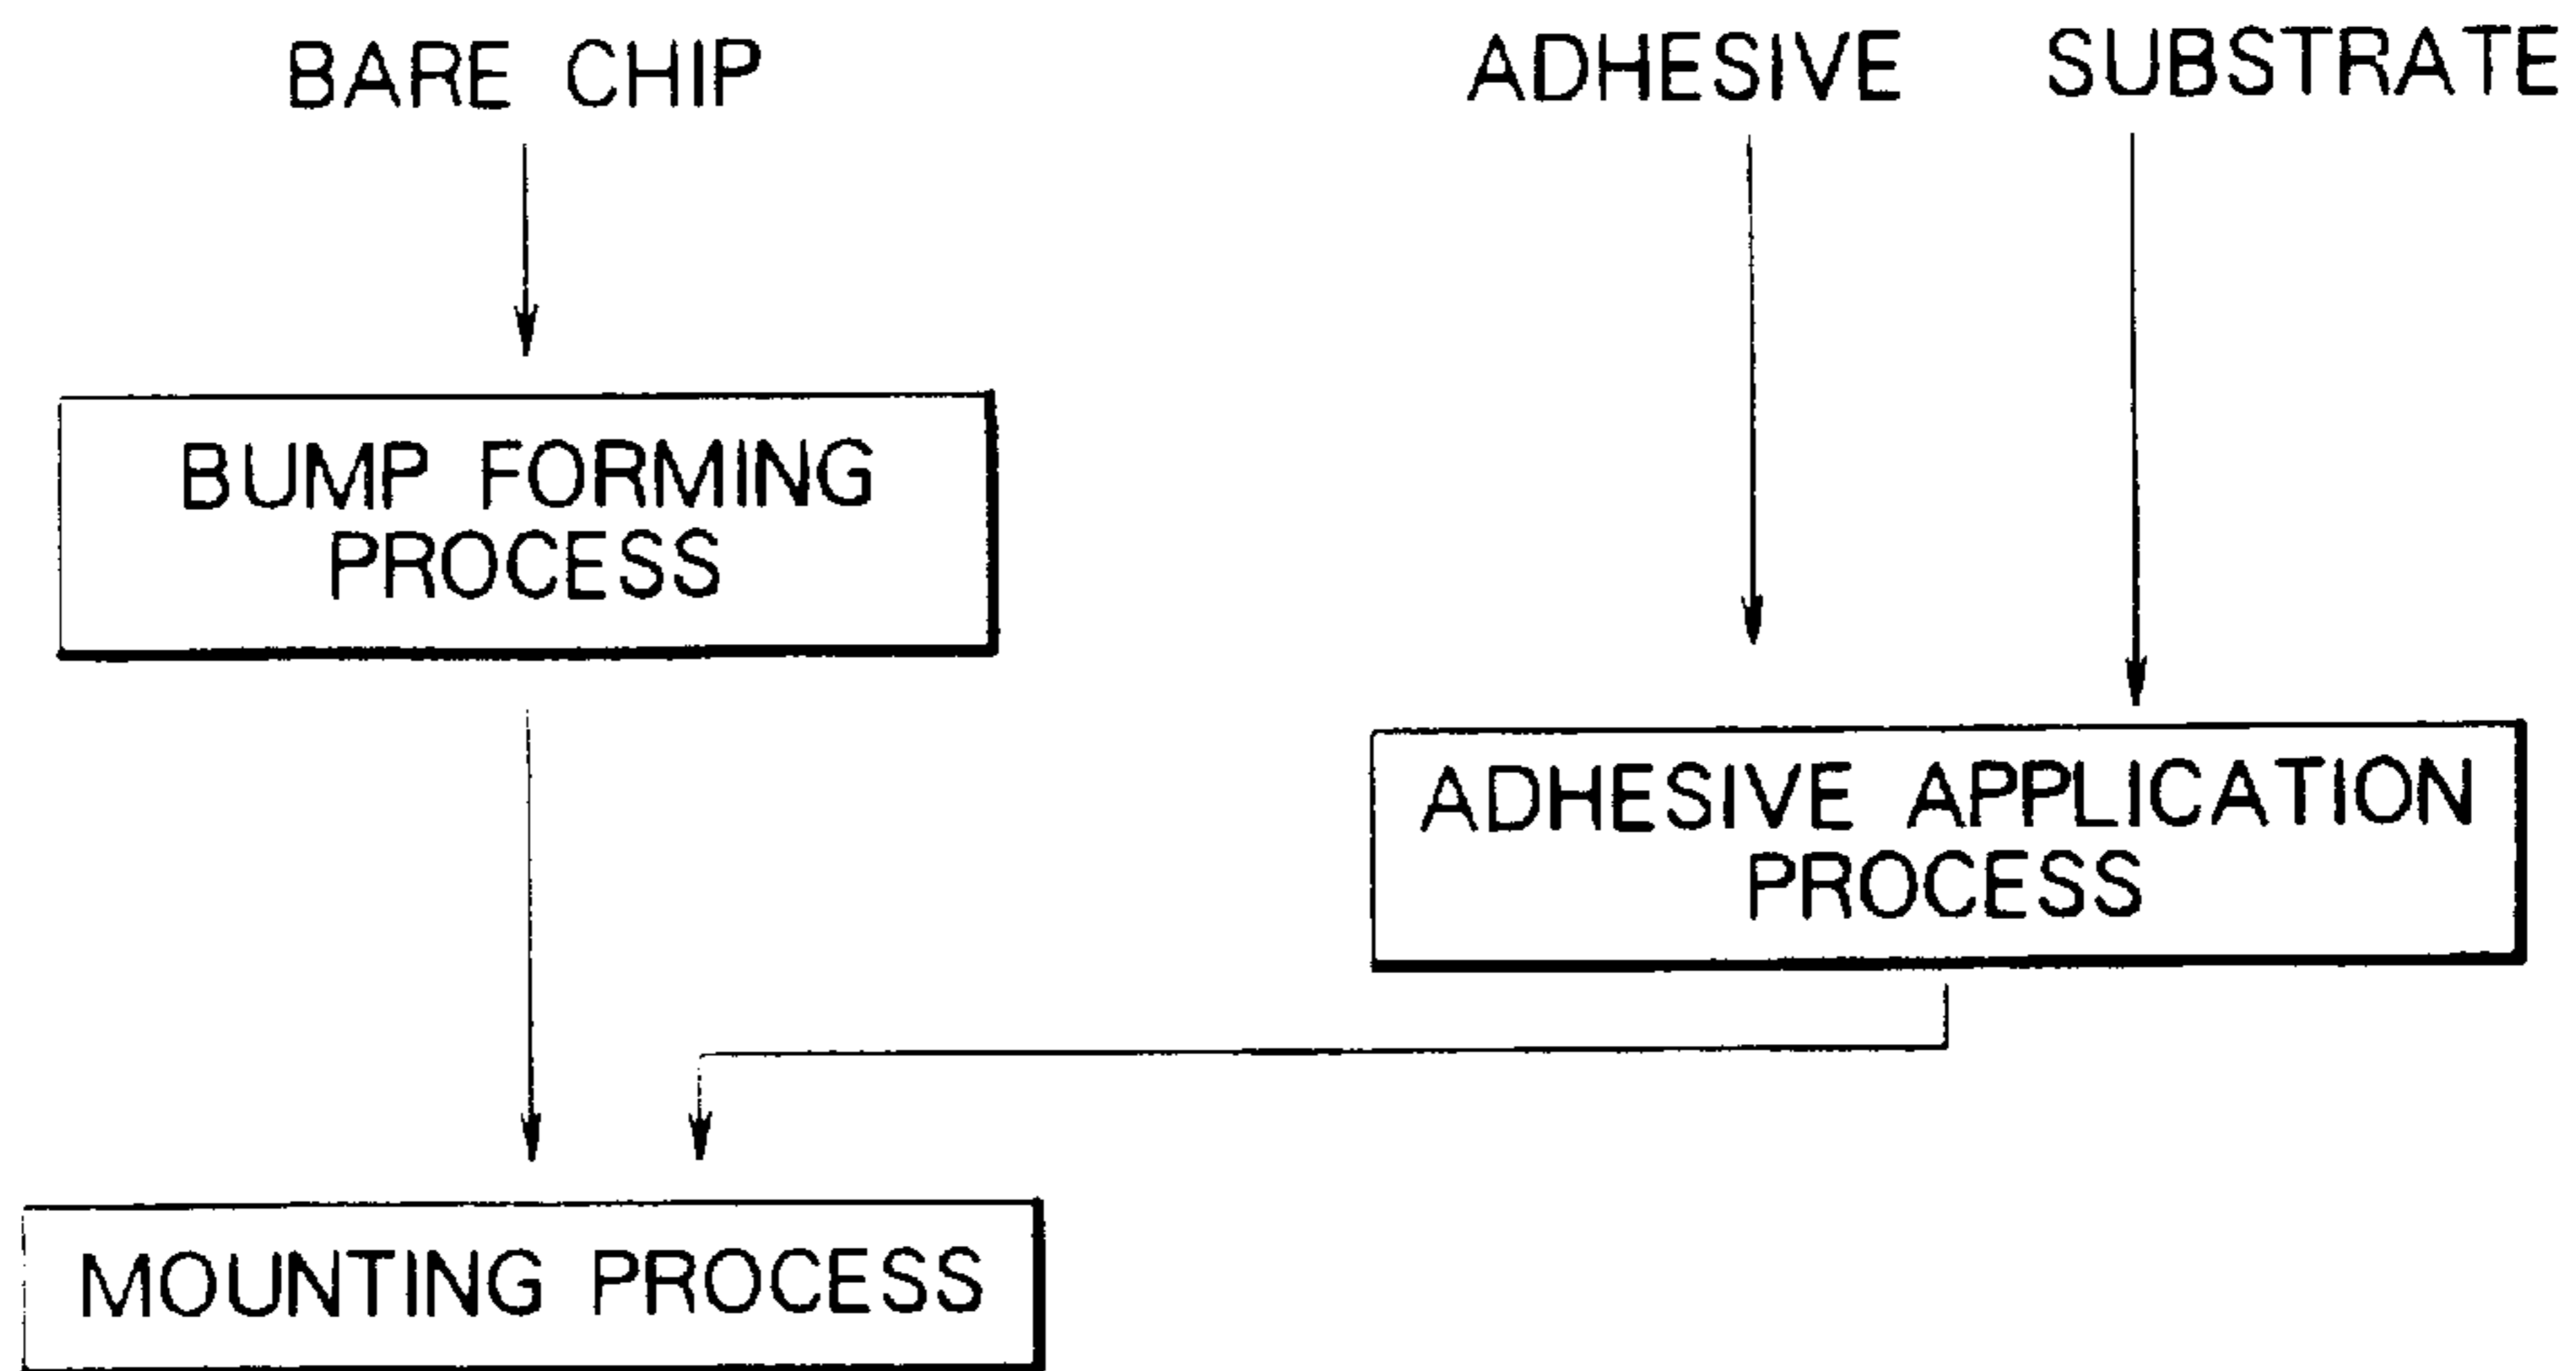 BARE CHIP
ADHESIVE
SUBSTRATE
BUMP FORMING
PROCESS
ADHESIVE APPLICATION
PROCESS
MOUNTING PROCESS